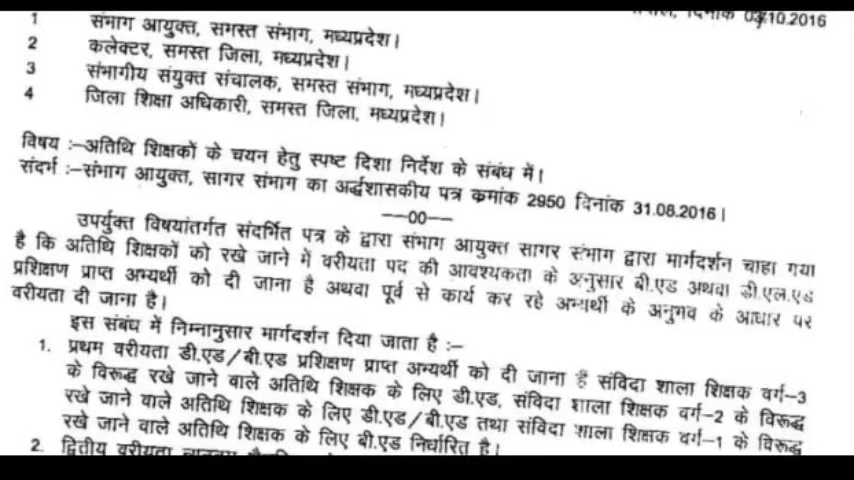 दिनांक 03.10.2016
1 संभाग आयुक्त, समस्त संभाग, मध्यप्रदेश।
2 कलेक्टर, समस्त जिला, मध्यप्रदेश।
3 संभागीय संयुक्त संचालक, समस्त संभाग, मध्यप्रदेश।
4 जिला शिक्षा अधिकारी, समस्त जिला, मध्यप्रदेश।
विषय :–अतिथि शिक्षकों के चयन हेतु स्पष्ट दिशा निर्देश के संबंध में।
संदर्भ :–संभाग आयुक्त, सागर संभाग का अर्द्धशासकीय पत्र क्रमांक 2950 दिनांक 31.08.2016।
––00––
उपर्युक्त विषयांतर्गत संदर्भित पत्र के द्वारा संभाग आयुक्त सागर संभाग द्वारा मार्गदर्शन चाहा गया
है कि अतिथि शिक्षकों को रखे जाने में वरीयता पद की आवश्यकता के अनुसार बी.एड अथवा डी.एल.एड
प्रशिक्षण प्राप्त अभ्यर्थी को दी जाना है अथवा पूर्व से कार्य कर रहे अभ्यर्थी के अनुभव के आधार पर
वरीयता दी जाना है।
इस संबंध में निम्नानुसार मार्गदर्शन दिया जाता है :–
1. प्रथम वरीयता डी.एड/बी.एड प्रशिक्षण प्राप्त अभ्यर्थी को दी जाना है संविदा शाला शिक्षक वर्ग–3
के विरूद्ध रखे जाने वाले अतिथि शिक्षक के लिए डी.एड, संविदा शाला शिक्षक वर्ग–2 के विरूद्ध
रखे जाने वाले अतिथि शिक्षक के लिए डी.एड/बी.एड तथा संविदा शाला शिक्षक वर्ग–1 के विरूद्ध
रखे जाने वाले अतिथि शिक्षक के लिए बी.एड निर्धारित है।
2. द्वितीय वरीयता